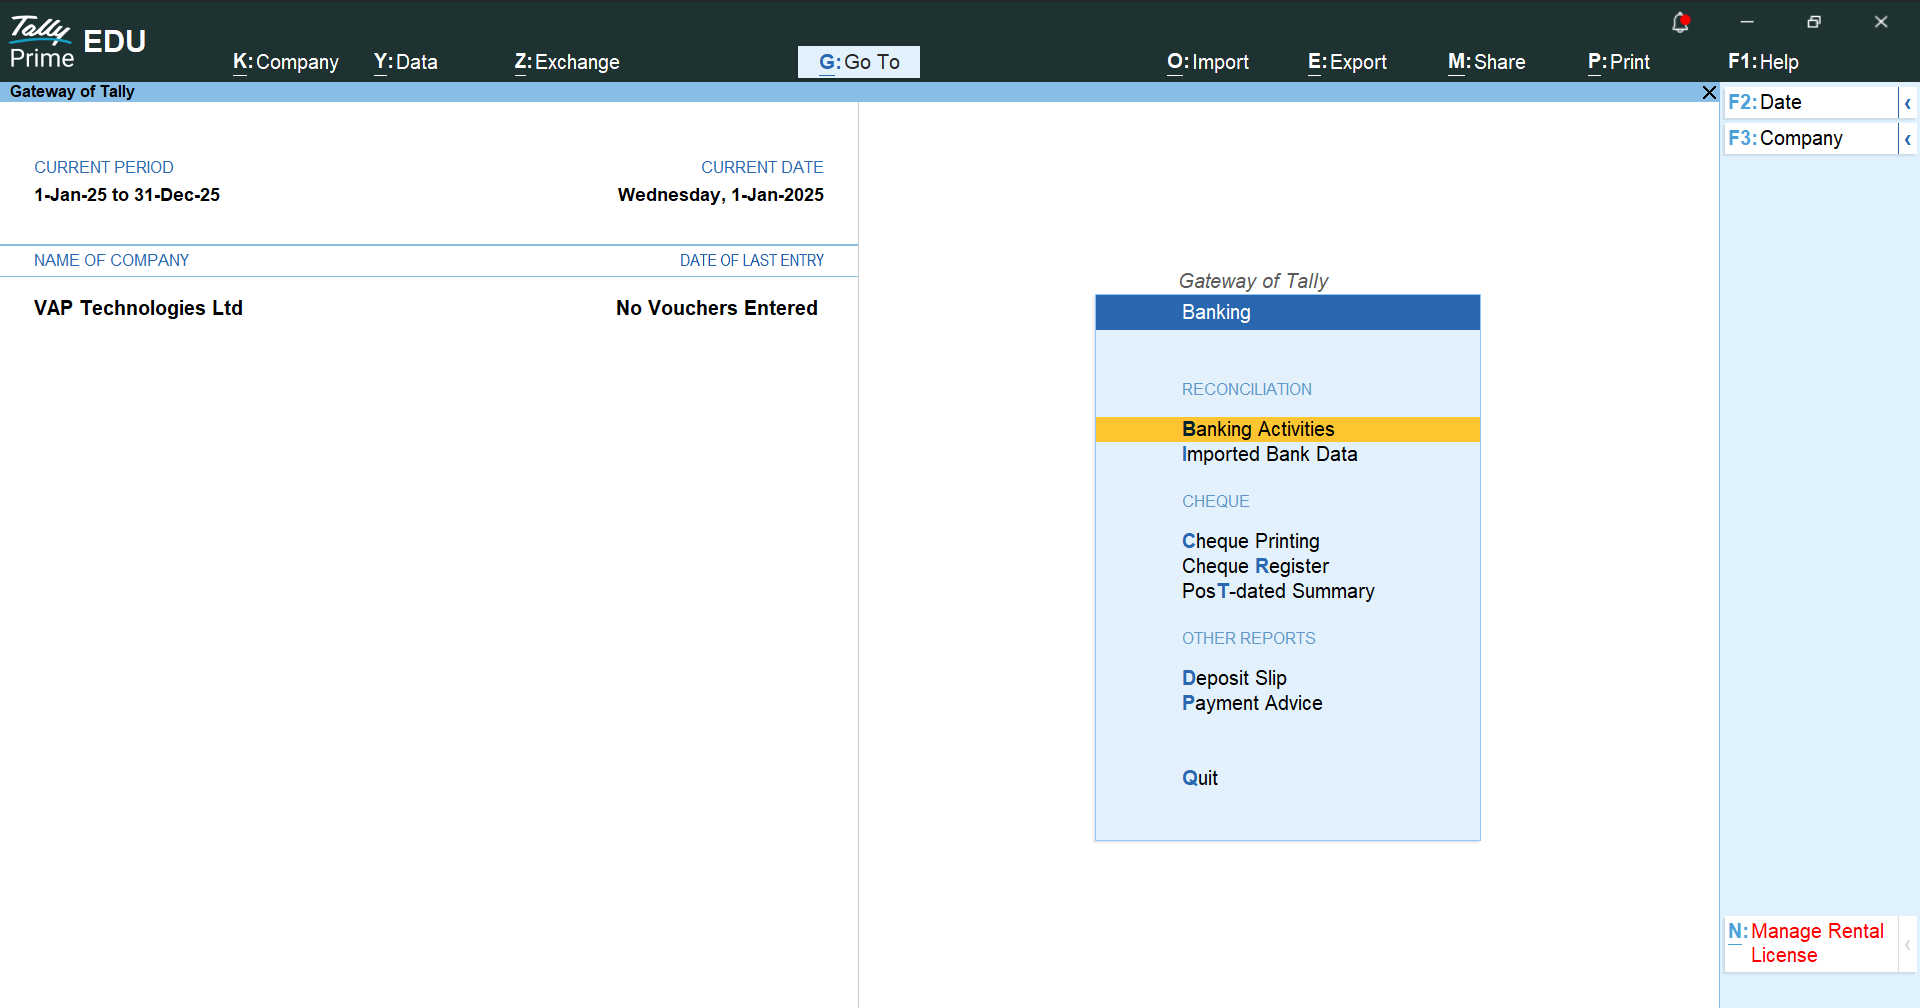 Tally
Prime
EDU
K:Company
Y:Data
Z:Exchange
G:Go To
O:Import
E:Export
M:Share
P:Print
F1:Help
Gateway of Tally
F2:Date
F3:Company
CURRENT PERIOD
CURRENT DATE
1-Jan-25 to 31-Dec-25
Wednesday, 1-Jan-2025
NAME OF COMPANY
DATE OF LAST ENTRY
VAP Technologies Ltd
No Vouchers Entered
Gateway of Tally
Banking
RECONCILIATION
Banking Activities
Imported Bank Data
CHEQUE
Cheque Printing
Cheque Register
PosT-dated Summary
OTHER REPORTS
Deposit Slip
Payment Advice
Quit
N:Manage Rental
License